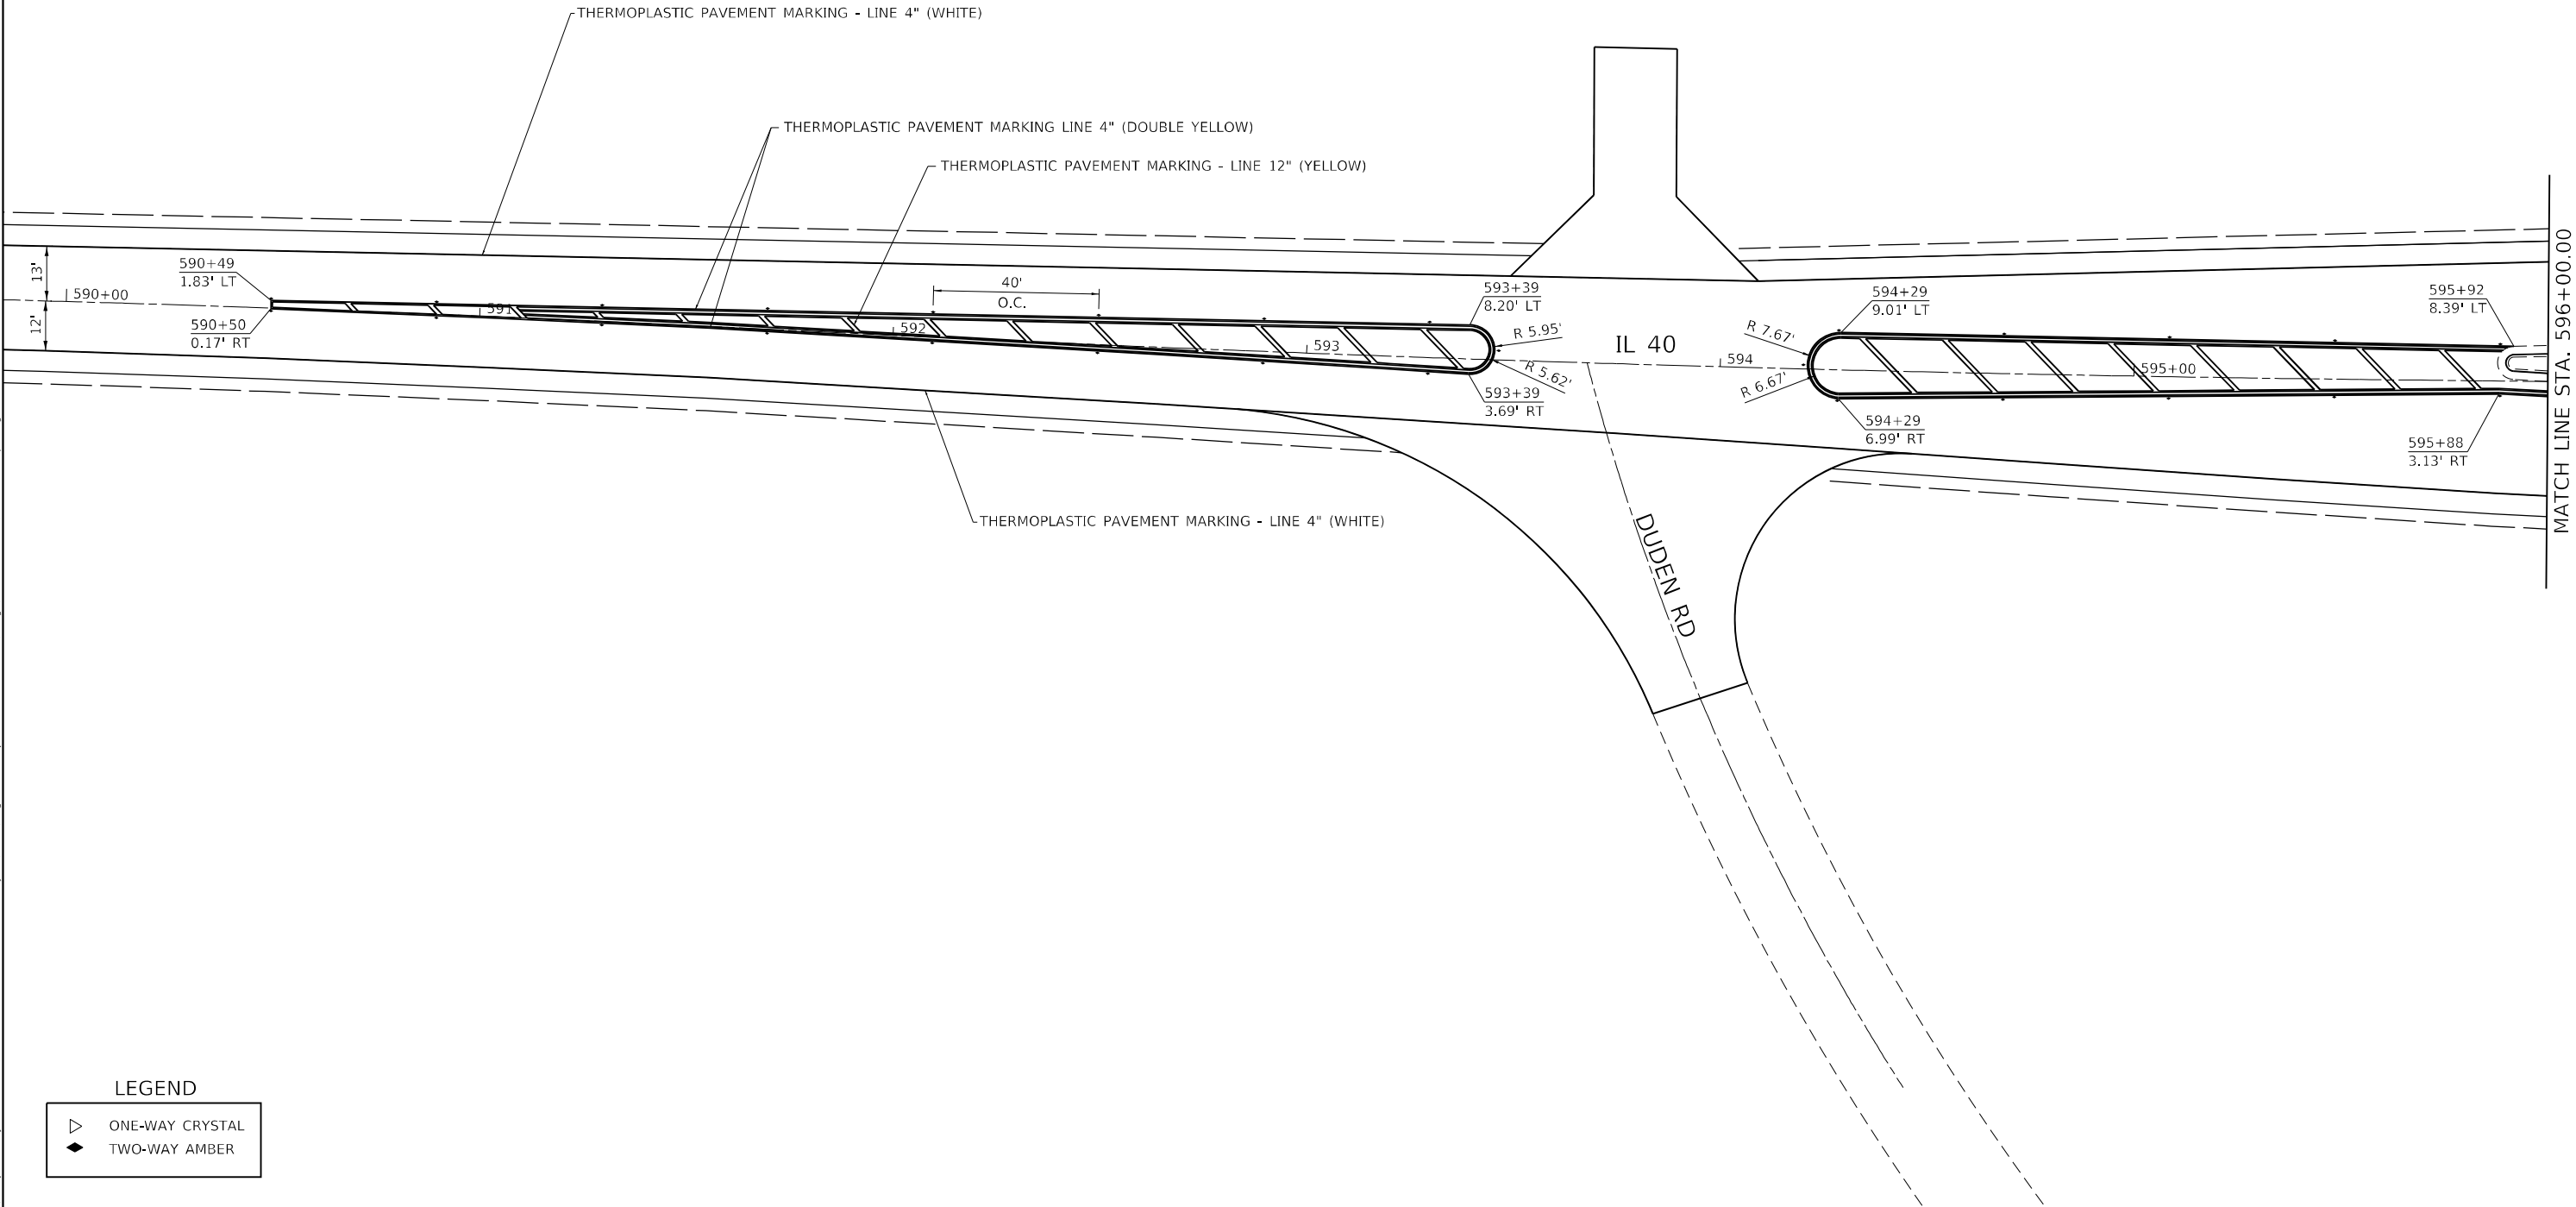 THERMOPLASTIC PAVEMENT MARKING - LINE 4" (WHITE)
THERMOPLASTIC PAVEMENT MARKING LINE 4" (DOUBLE YELLOW)
THERMOPLASTIC PAVEMENT MARKING - LINE 12" (YELLOW)
13'
12'
590+00
590+49
1.83' LT
590+50
0.17' RT
591
592
40'
O.C.
593
593+39
8.20' LT
R 5.95'
R 5.62'
593+39
3.69' RT
IL 40
594
R 7.67'
R 6.67'
594+29
9.01' LT
594+29
6.99' RT
595+00
595+92
8.39' LT
595+88
3.13' RT
MATCH LINE STA. 596+00.00
THERMOPLASTIC PAVEMENT MARKING - LINE 4" (WHITE)
DUDEN RD
LEGEND
ONE-WAY CRYSTAL
TWO-WAY AMBER